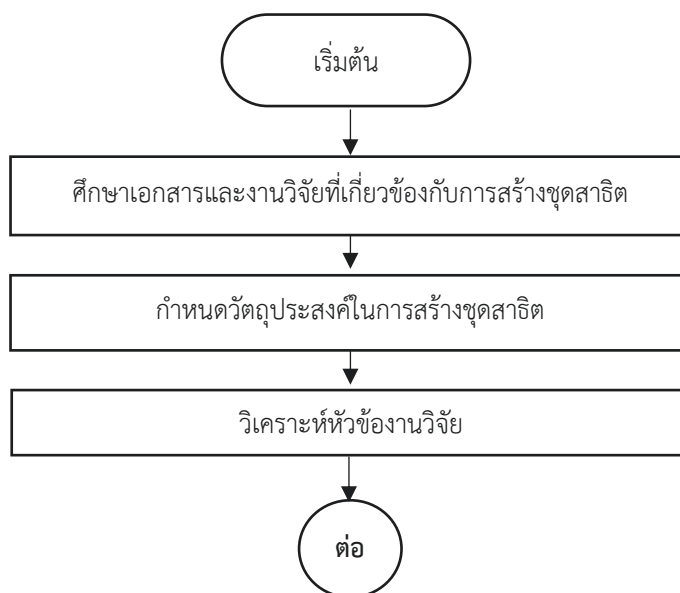 เริ่มต้น
ศึกษาเอกสารและงานวิจัยที่เกี่ยวข้องกับการสร้างชุดสาธิต
กำหนดวัตถุประสงค์ในการสร้างชุดสาธิต
วิเคราะห์หัวข้องานวิจัย
ต่อ